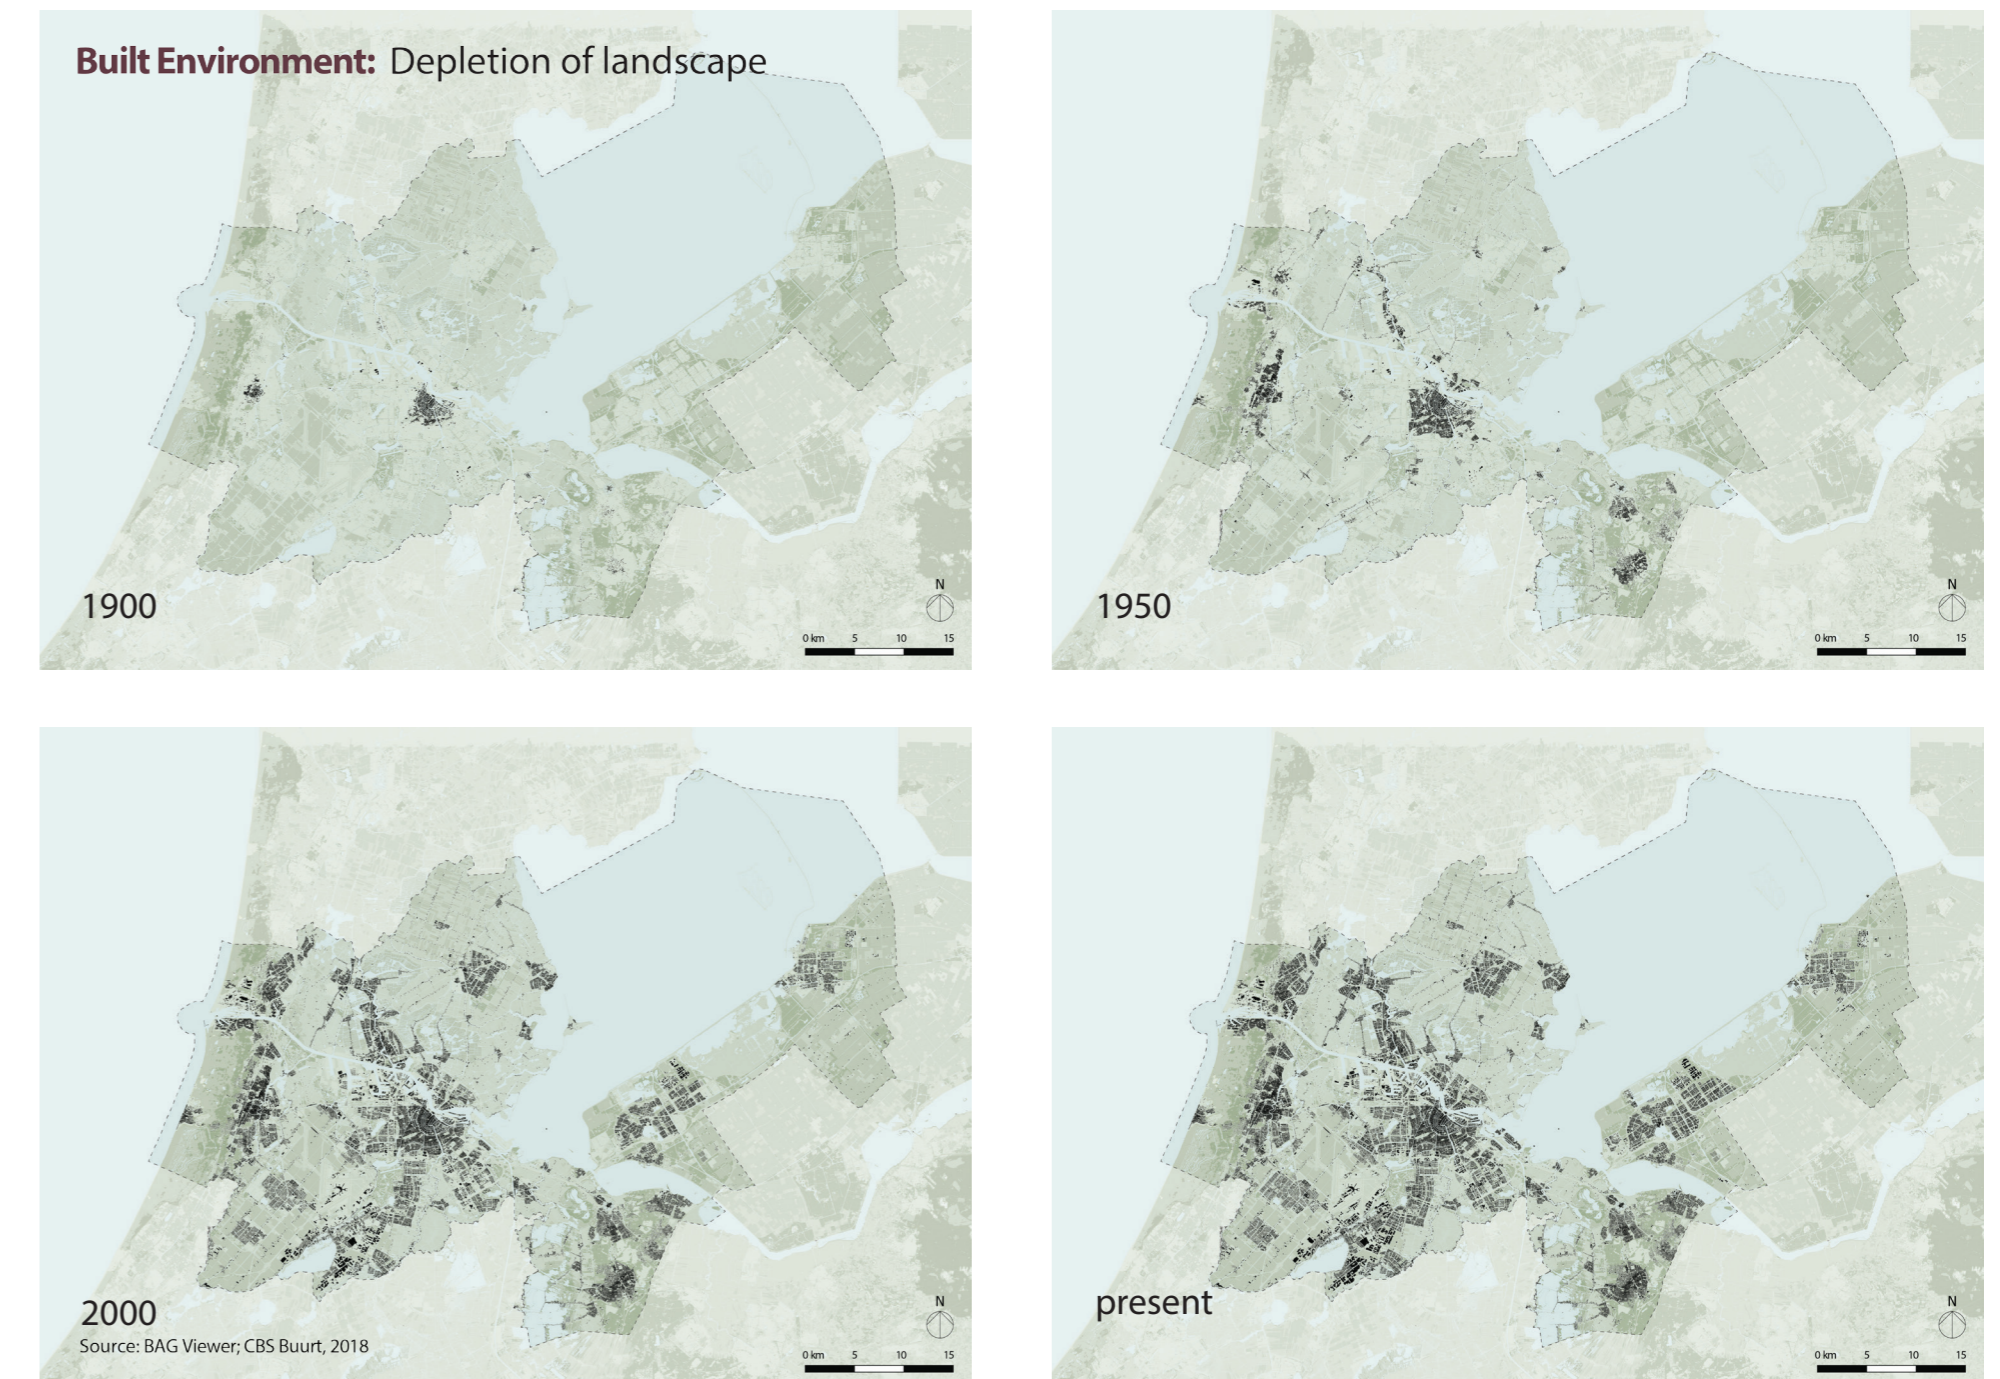 Built Environment: Depletion of landscape
1900
N
0 km 5 10 15
1950
N
0 km 5 10 15
2000
Source: BAG Viewer; CBS Buurt, 2018
N
0 km 5 10 15
present
N
0 km 5 10 15